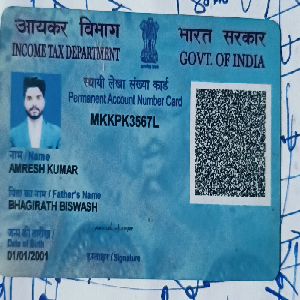 आयकर विभाग
INCOME TAX DEPARTMENT
भारत सरकार
GOVT. OF INDIA
स्थायी लेखा संख्या कार्ड
Permanent Account Number Card
MKKPK3567L
नाम / Name
AMRESH KUMAR
पिता का नाम / Father's Name
BHAGIRATH BISWASH
जन्म की तारीख /
Date of Birth
01/01/2001
हस्ताक्षर / Signature